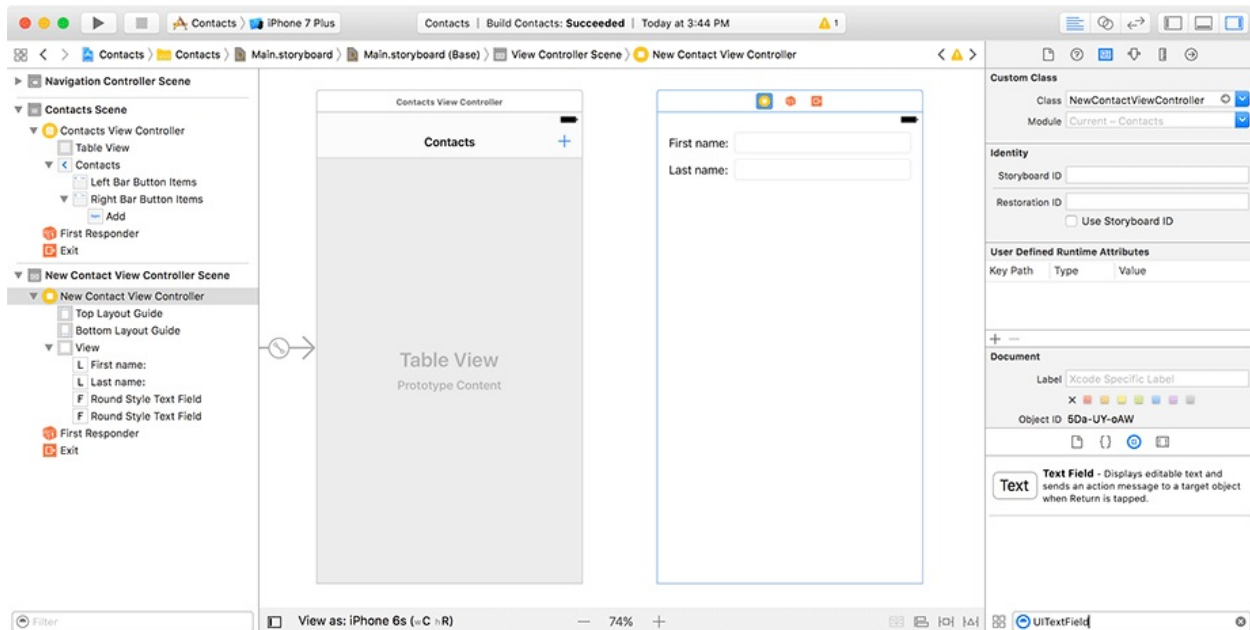 Contacts iPhone 7 Plus
Contacts | Build Contacts: Succeeded | Today at 3:44 PM
1
Contacts Contacts Main.storyboard Main.storyboard (Base) View Controller Scene New Contact View Controller
Navigation Controller Scene
Contacts Scene
Contacts View Controller
Table View
Contacts
Left Bar Button Items
Right Bar Button Items
Add
First Responder
Exit
New Contact View Controller Scene
New Contact View Controller
Top Layout Guide
Bottom Layout Guide
View
L First name:
L Last name:
F Round Style Text Field
F Round Style Text Field
First Responder
Exit
Filter
Contacts View Controller
Contacts
Table View
Prototype Content
First name:
Last name:
View as: iPhone 6s (wC hR)
— 74% +
Custom Class
Class NewContactViewController
Module Current – Contacts
Identity
Storyboard ID
Restoration ID
Use Storyboard ID
User Defined Runtime Attributes
Key Path Type Value
+ —
Document
Label Xcode Specific Label
Object ID 5Da-UY-oAW
{}
Text
Text Field - Displays editable text and
sends an action message to a target object
when Return is tapped.
UITextField